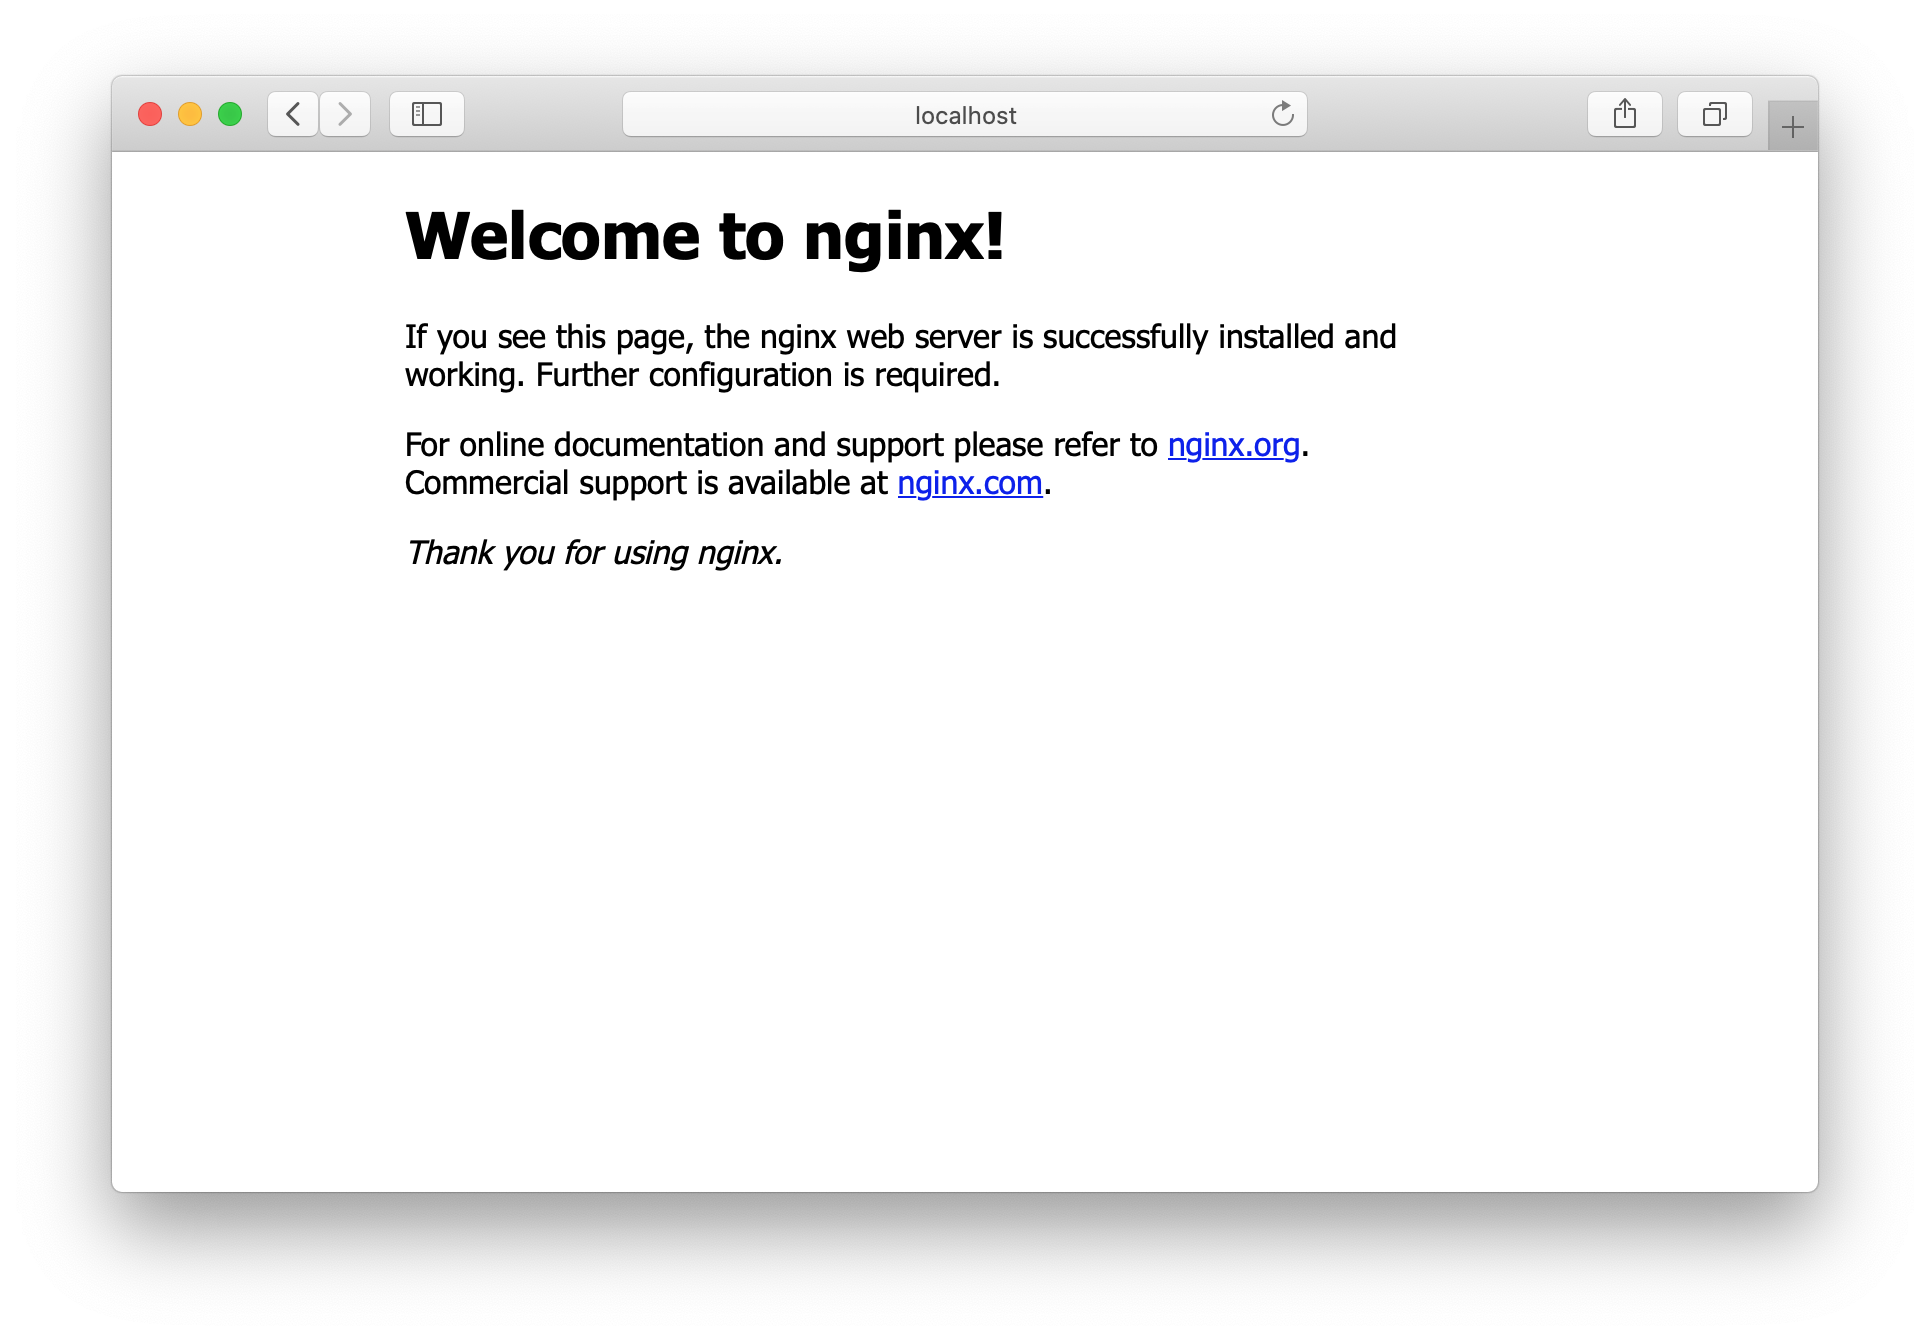 localhost
Welcome to nginx!
If you see this page, the nginx web server is successfully installed and
working. Further configuration is required.
For online documentation and support please refer to nginx.org.
Commercial support is available at nginx.com.
Thank you for using nginx.